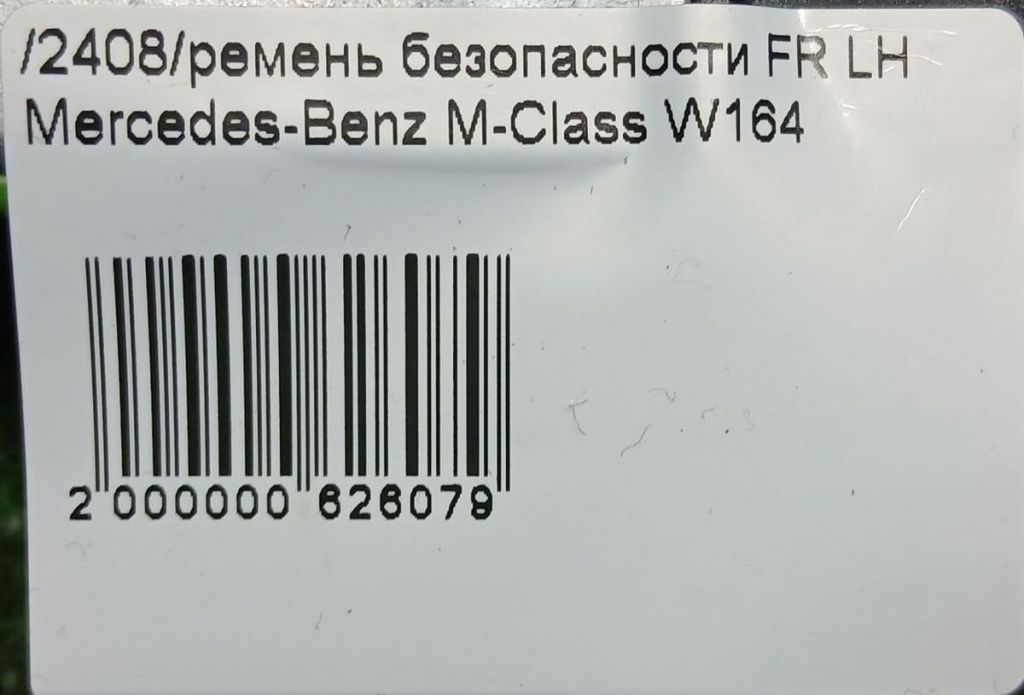 /2408/ремень безопасности FR LH
Mercedes-Benz M-Class W164
2 000000 626079